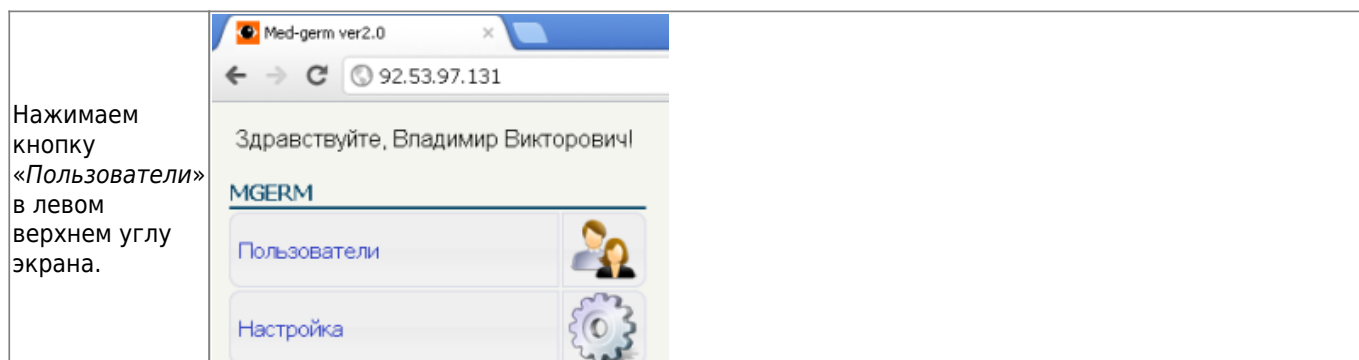 Нажимаем
кнопку
«Пользователи»
в левом
верхнем углу
экрана.
Med-germ ver2.0
92.53.97.131
Здравствуйте, Владимир Викторович!
MGERM
Пользователи
Настройка